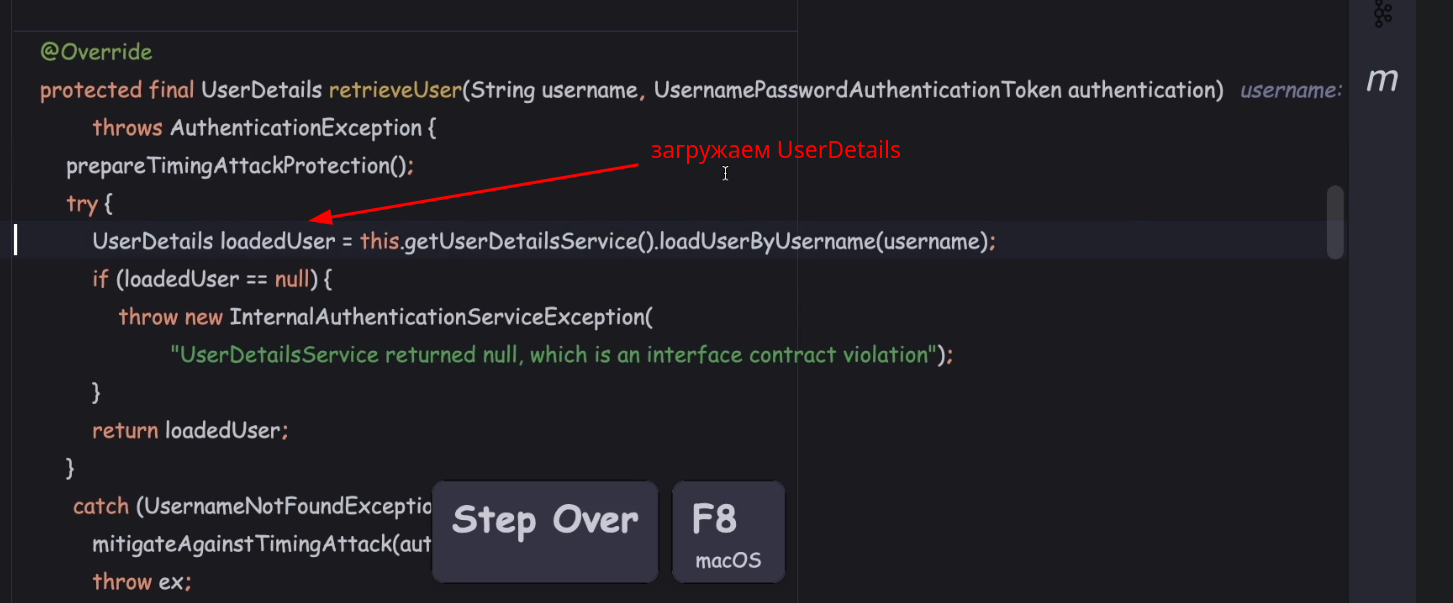 @Override
protected final UserDetails retrieveUser(String username, UsernamePasswordAuthenticationToken authentication) username:
throws AuthenticationException {
загружаем UserDetails
prepareTimingAttackProtection();
try {
UserDetails loadedUser = this.getUserDetailsService().loadUserByUsername(username);
if (loadedUser == null) {
throw new InternalAuthenticationServiceException(
"UserDetailsService returned null, which is an interface contract violation");
}
return loadedUser;
}
catch (UsernameNotFoundExceptio
mitigateAgainstTimingAttack(aut
throw ex;
Step Over
F8
macOS
m